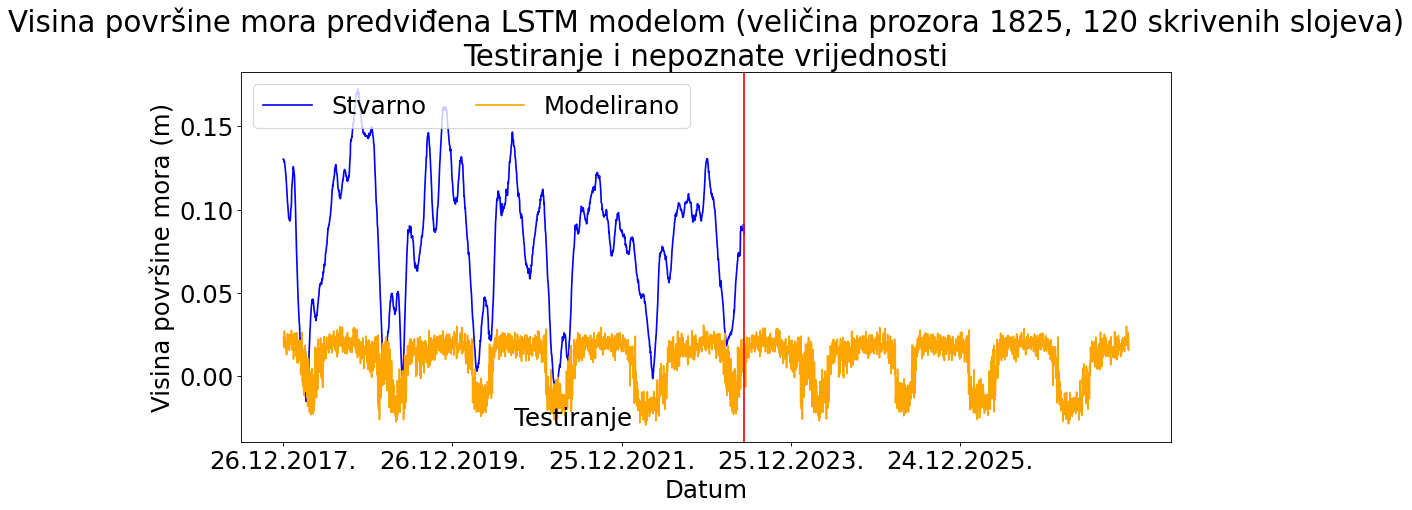 Visina površine mora predviđena LSTM modelom (veličina prozora 1825, 120 skrivenih slojeva)
Testiranje i nepoznate vrijednosti
Stvarno Modelirano
Visina površine mora (m)
0.15
0.10
0.05
0.00
Testiranje
26.12.2017. 26.12.2019. 25.12.2021. 25.12.2023. 24.12.2025.
Datum